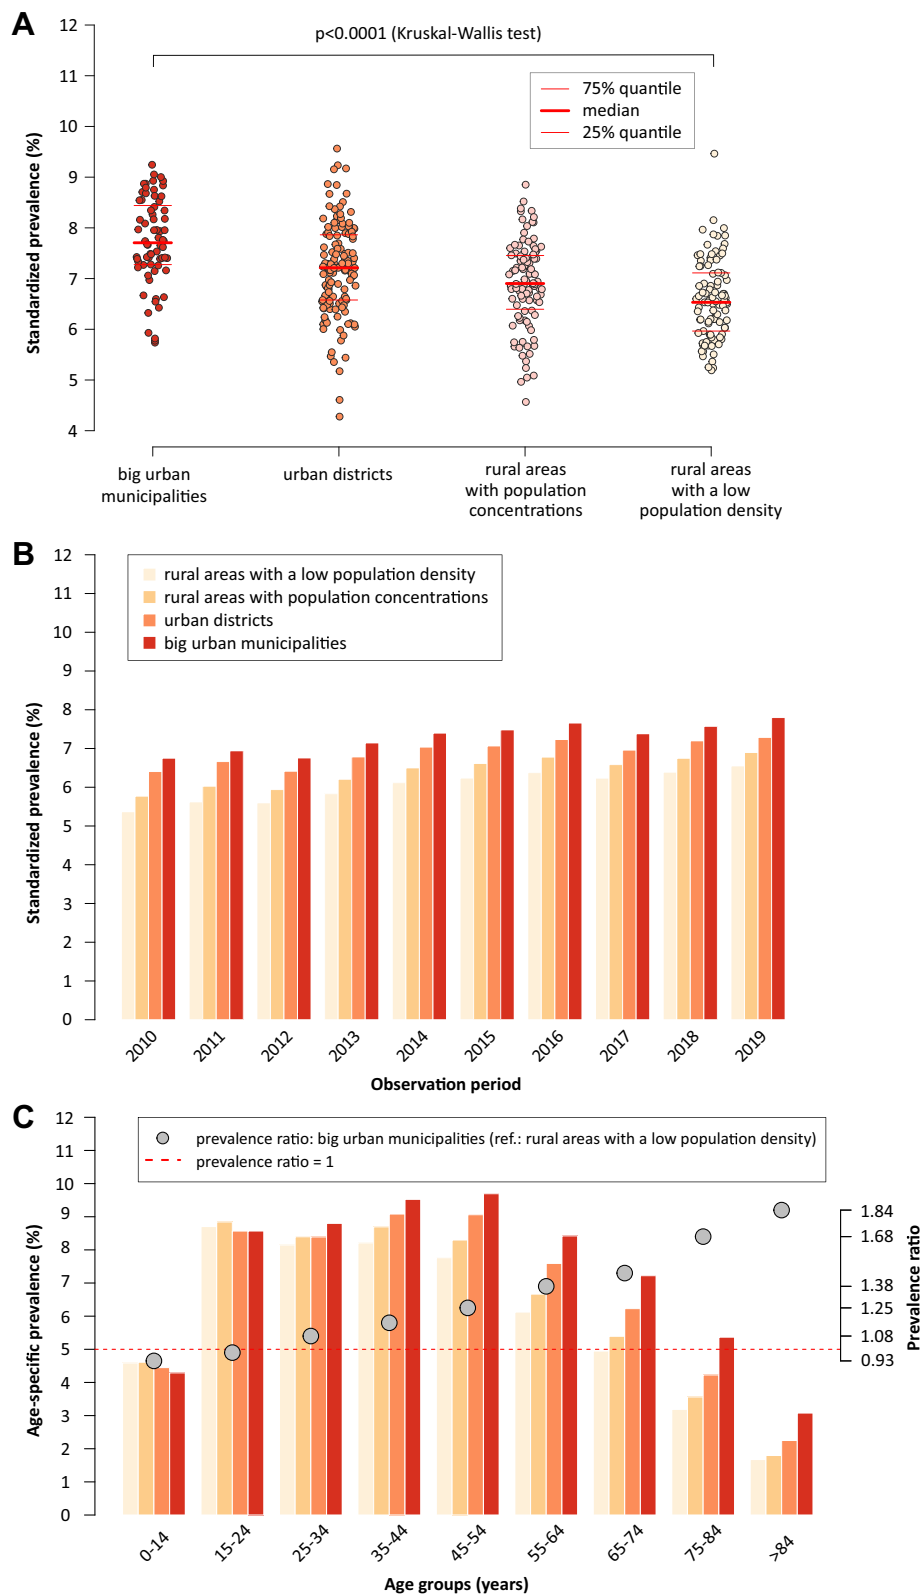 A
p<0.0001 (Kruskal-Wallis test)
75% quantile
median
25% quantile
Standardized prevalence (%)
12
11
10
9
8
7
6
5
4
big urban
municipalities
urban districts
rural areas
with population
concentrations
rural areas
with a low
population density
B
rural areas with a low population density
rural areas with population concentrations
urban districts
big urban municipalities
Standardized prevalence (%)
12
11
10
9
8
7
6
5
4
3
2
1
0
2010
2011
2012
2013
2014
2015
2016
2017
2018
2019
Observation period
C
prevalence ratio: big urban municipalities (ref.: rural areas with a low population density)
prevalence ratio = 1
Age-specific prevalence (%)
12
11
10
9
8
7
6
5
4
3
2
1
0
1.84
1.68
1.38
1.25
1.08
0.93
Prevalence ratio
0-14
15-24
25-34
35-44
45-54
55-64
65-74
75-84
>84
Age groups (years)